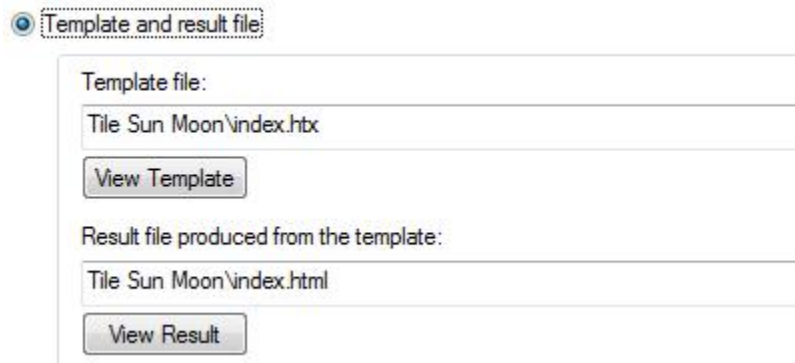 Template and result file
Template file:
Tile Sun Moon\index.htx
View Template
Result file produced from the template:
Tile Sun Moon\index.html
View Result